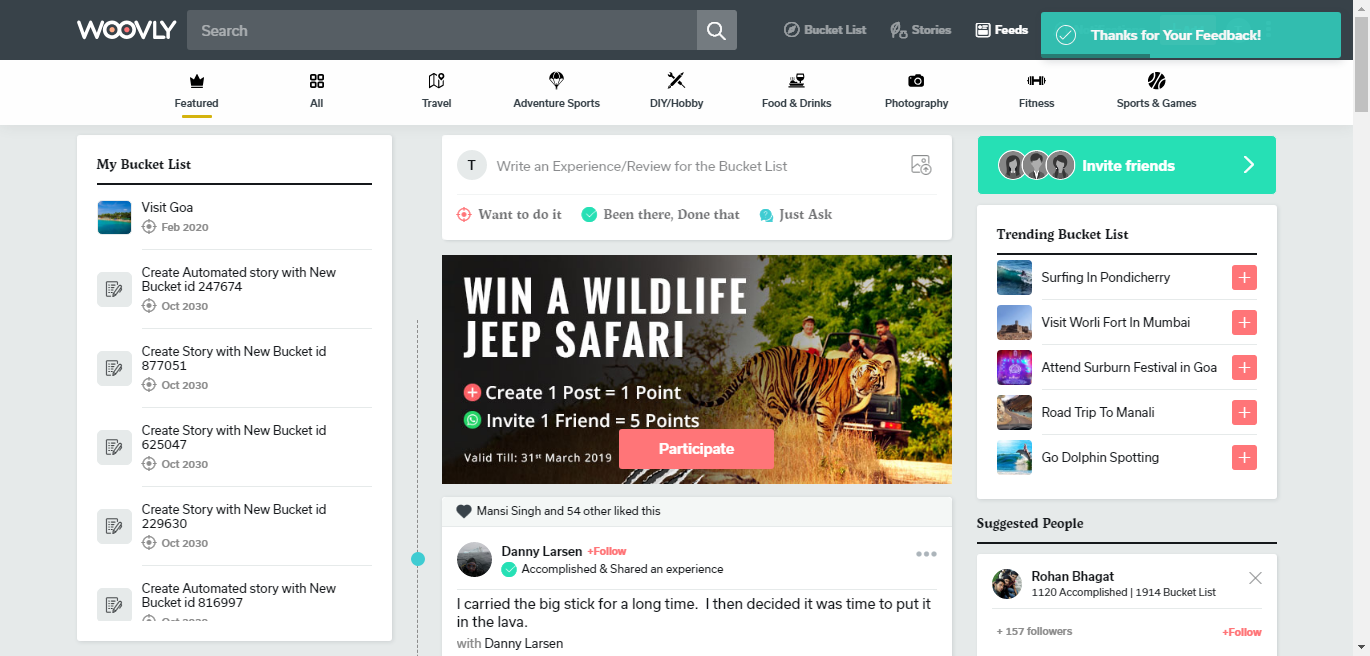 WOOVLY
Search
Bucket List
Stories
Feeds
Thanks for Your Feedback!
Featured
All
Travel
Adventure Sports
DIY/Hobby
Food & Drinks
Photography
Fitness
Sports & Games
My Bucket List
Visit Goa
Feb 2020
Create Automated story with New
Bucket id 247674
Oct 2030
Create Story with New Bucket id
877051
Oct 2030
Create Story with New Bucket id
625047
Oct 2030
Create Story with New Bucket id
229630
Oct 2030
Create Automated story with New
Bucket id 816997
Oct 2030
T
Write an Experience/Review for the Bucket List
Want to do it
Been there, Done that
Just Ask
WIN A WILDLIFE
JEEP SAFARI
Create 1 Post = 1 Point
Invite 1 Friend = 5 Points
Valid Till: 31st March 2019
Participate
Mansi Singh and 54 other liked this
Danny Larsen +Follow
Accomplished & Shared an experience
I carried the big stick for a long time. I then decided it was time to put it
in the lava.
with Danny Larsen
Invite friends
Trending Bucket List
Surfing In Pondicherry
Visit Worli Fort In Mumbai
Attend Surburn Festival in Goa
Road Trip To Manali
Go Dolphin Spotting
Suggested People
Rohan Bhagat
1120 Accomplished | 1914 Bucket List
+ 157 followers
+Follow